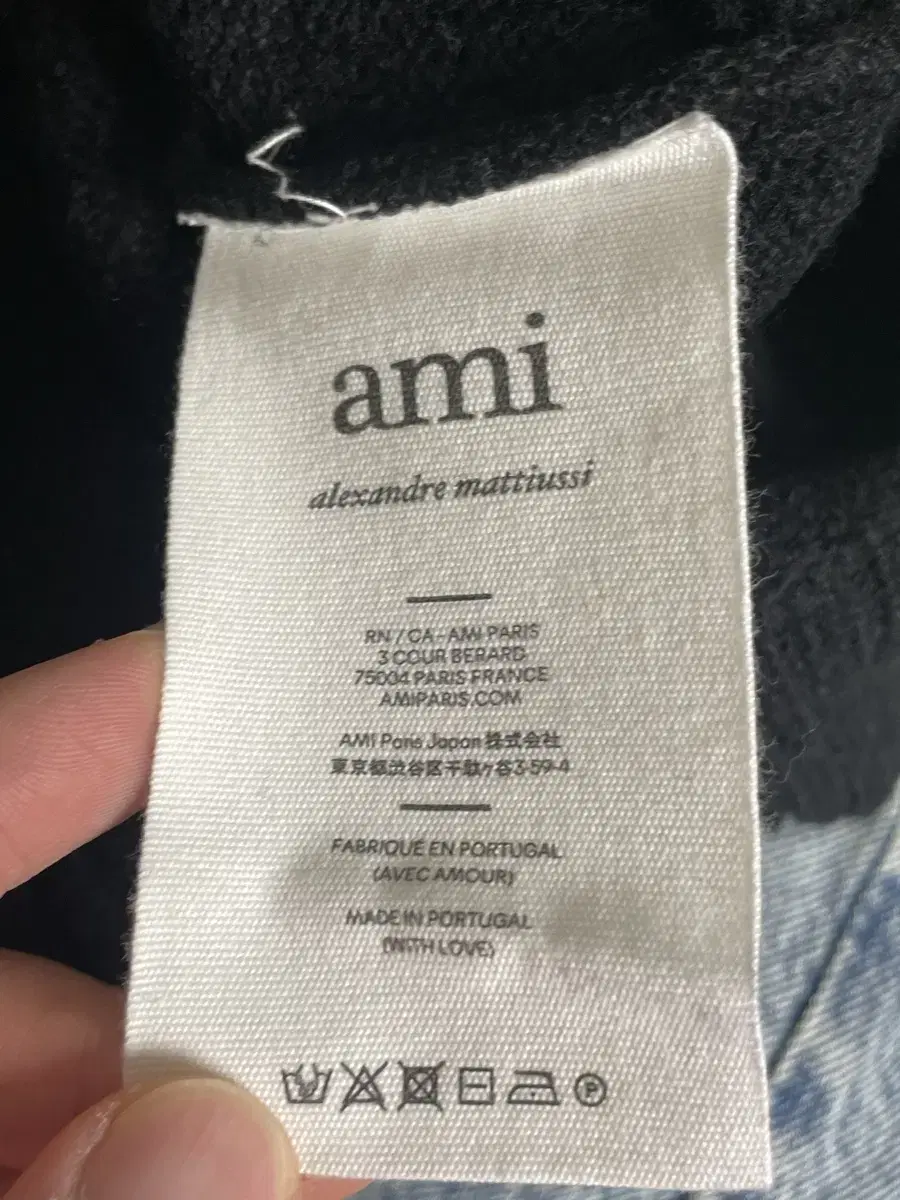 ami
alexandre mattiussi
RN / CA - AMI PARIS
3 COUR BERARD
75004 PARIS FRANCE
AMIPARIS.COM
AMI Paris Japan 株式会社
東京都渋谷区千駄ヶ谷3-59-4
FABRIQUE EN PORTUGAL
(AVEC AMOUR)
MADE IN PORTUGAL
(WITH LOVE)
P